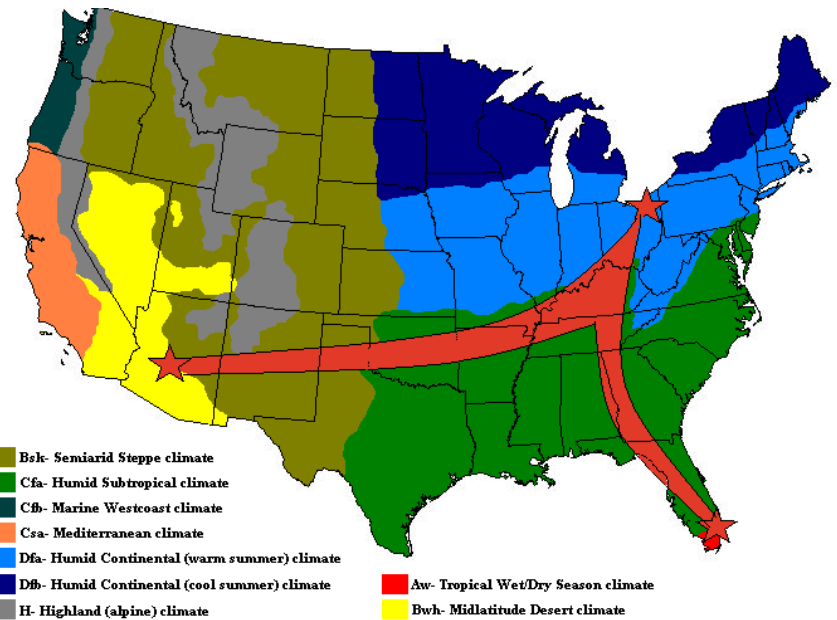 Bsk- Semiarid Steppe climate
Cfa- Humid Subtropical climate
Cfb- Marine Westcoast climate
Csa- Mediterranean climate
Dfa- Humid Continental (warm summer) climate
Dfb- Humid Continental (cool summer) climate
H- Highland (alpine) climate
Aw- Tropical Wet/Dry Season climate
Bwh- Midlatitude Desert climate